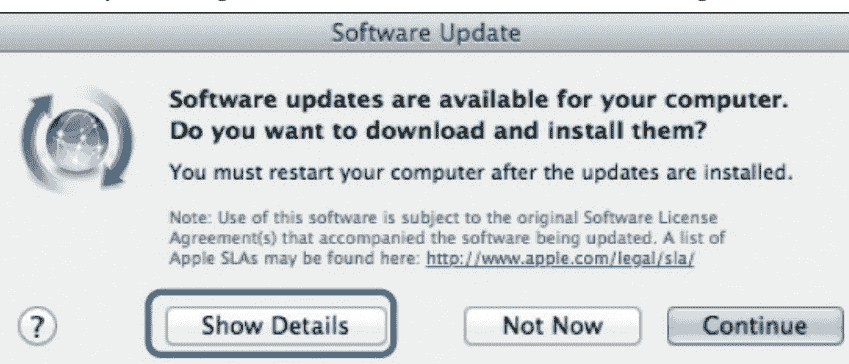 Software Update
Software updates are available for your computer.
Do you want to download and install them?
You must restart your computer after the updates are installed.
Note: Use of this software is subject to the original Software License
Agreement(s) that accompanied the software being updated. A list of
Apple SLAs may be found here: http://www.apple.com/legal/sla/
? Show Details Not Now Continue